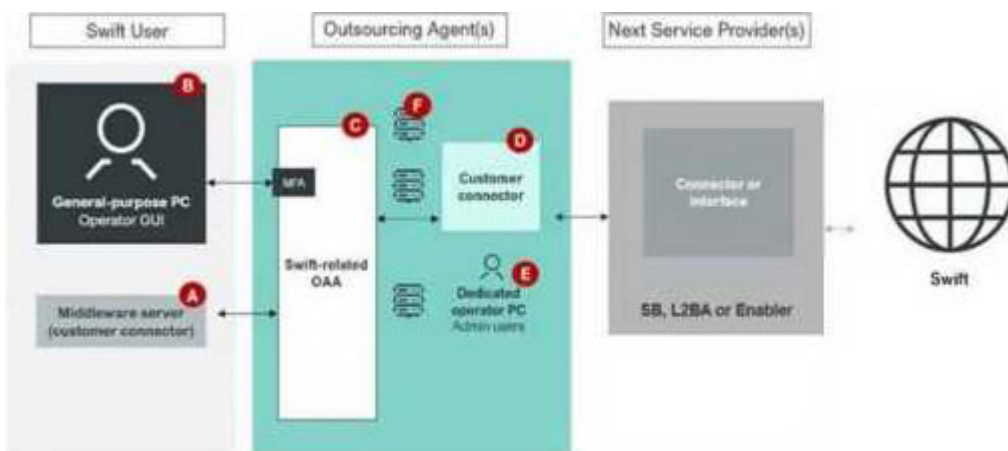 Swift User
Outsourcing Agent(s)
Next Service Provider(s)
B
General-purpose PC
Operator GUI
A
Middleware server
(customer connector)
C
MFA
Swift-related
OAA
F
D
Customer
connector
E
Dedicated
operator PC
Admin users
Connector or
interface
SB, L2BA or Enabler
Swift